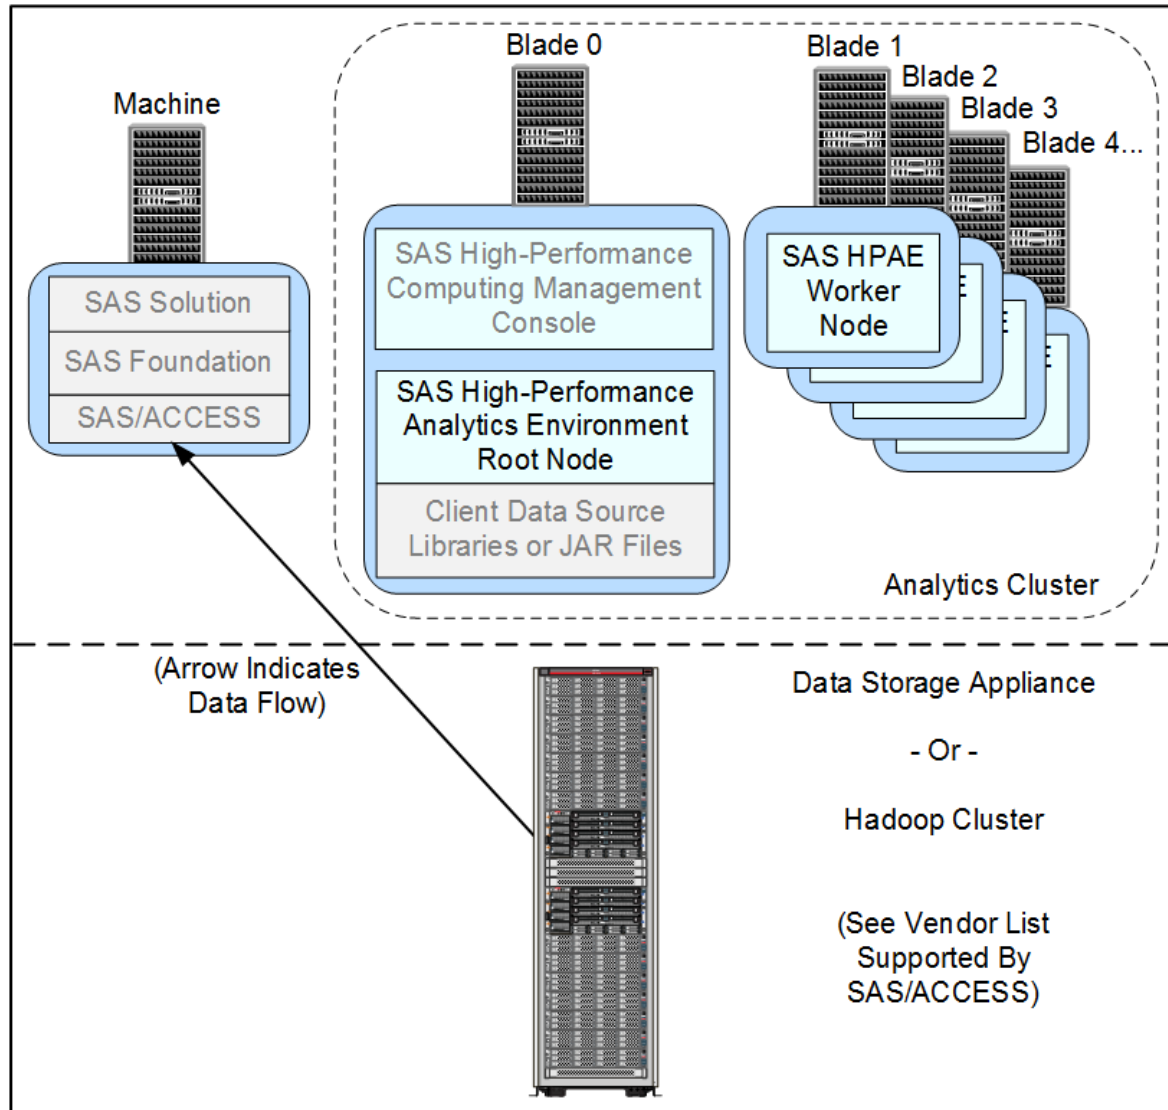 Blade 0
Blade 1
Blade 2
Blade 3
Blade 4...
Machine
SAS Solution
SAS Foundation
SAS/ACCESS
SAS High-Performance
Computing Management
Console
SAS High-Performance
Analytics Environment
Root Node
Client Data Source
Libraries or JAR Files
SAS HPAE
Worker
Node
E
E
E
Analytics Cluster
(Arrow Indicates
Data Flow)
Data Storage Appliance
- Or -
Hadoop Cluster
(See Vendor List
Supported By
SAS/ACCESS)